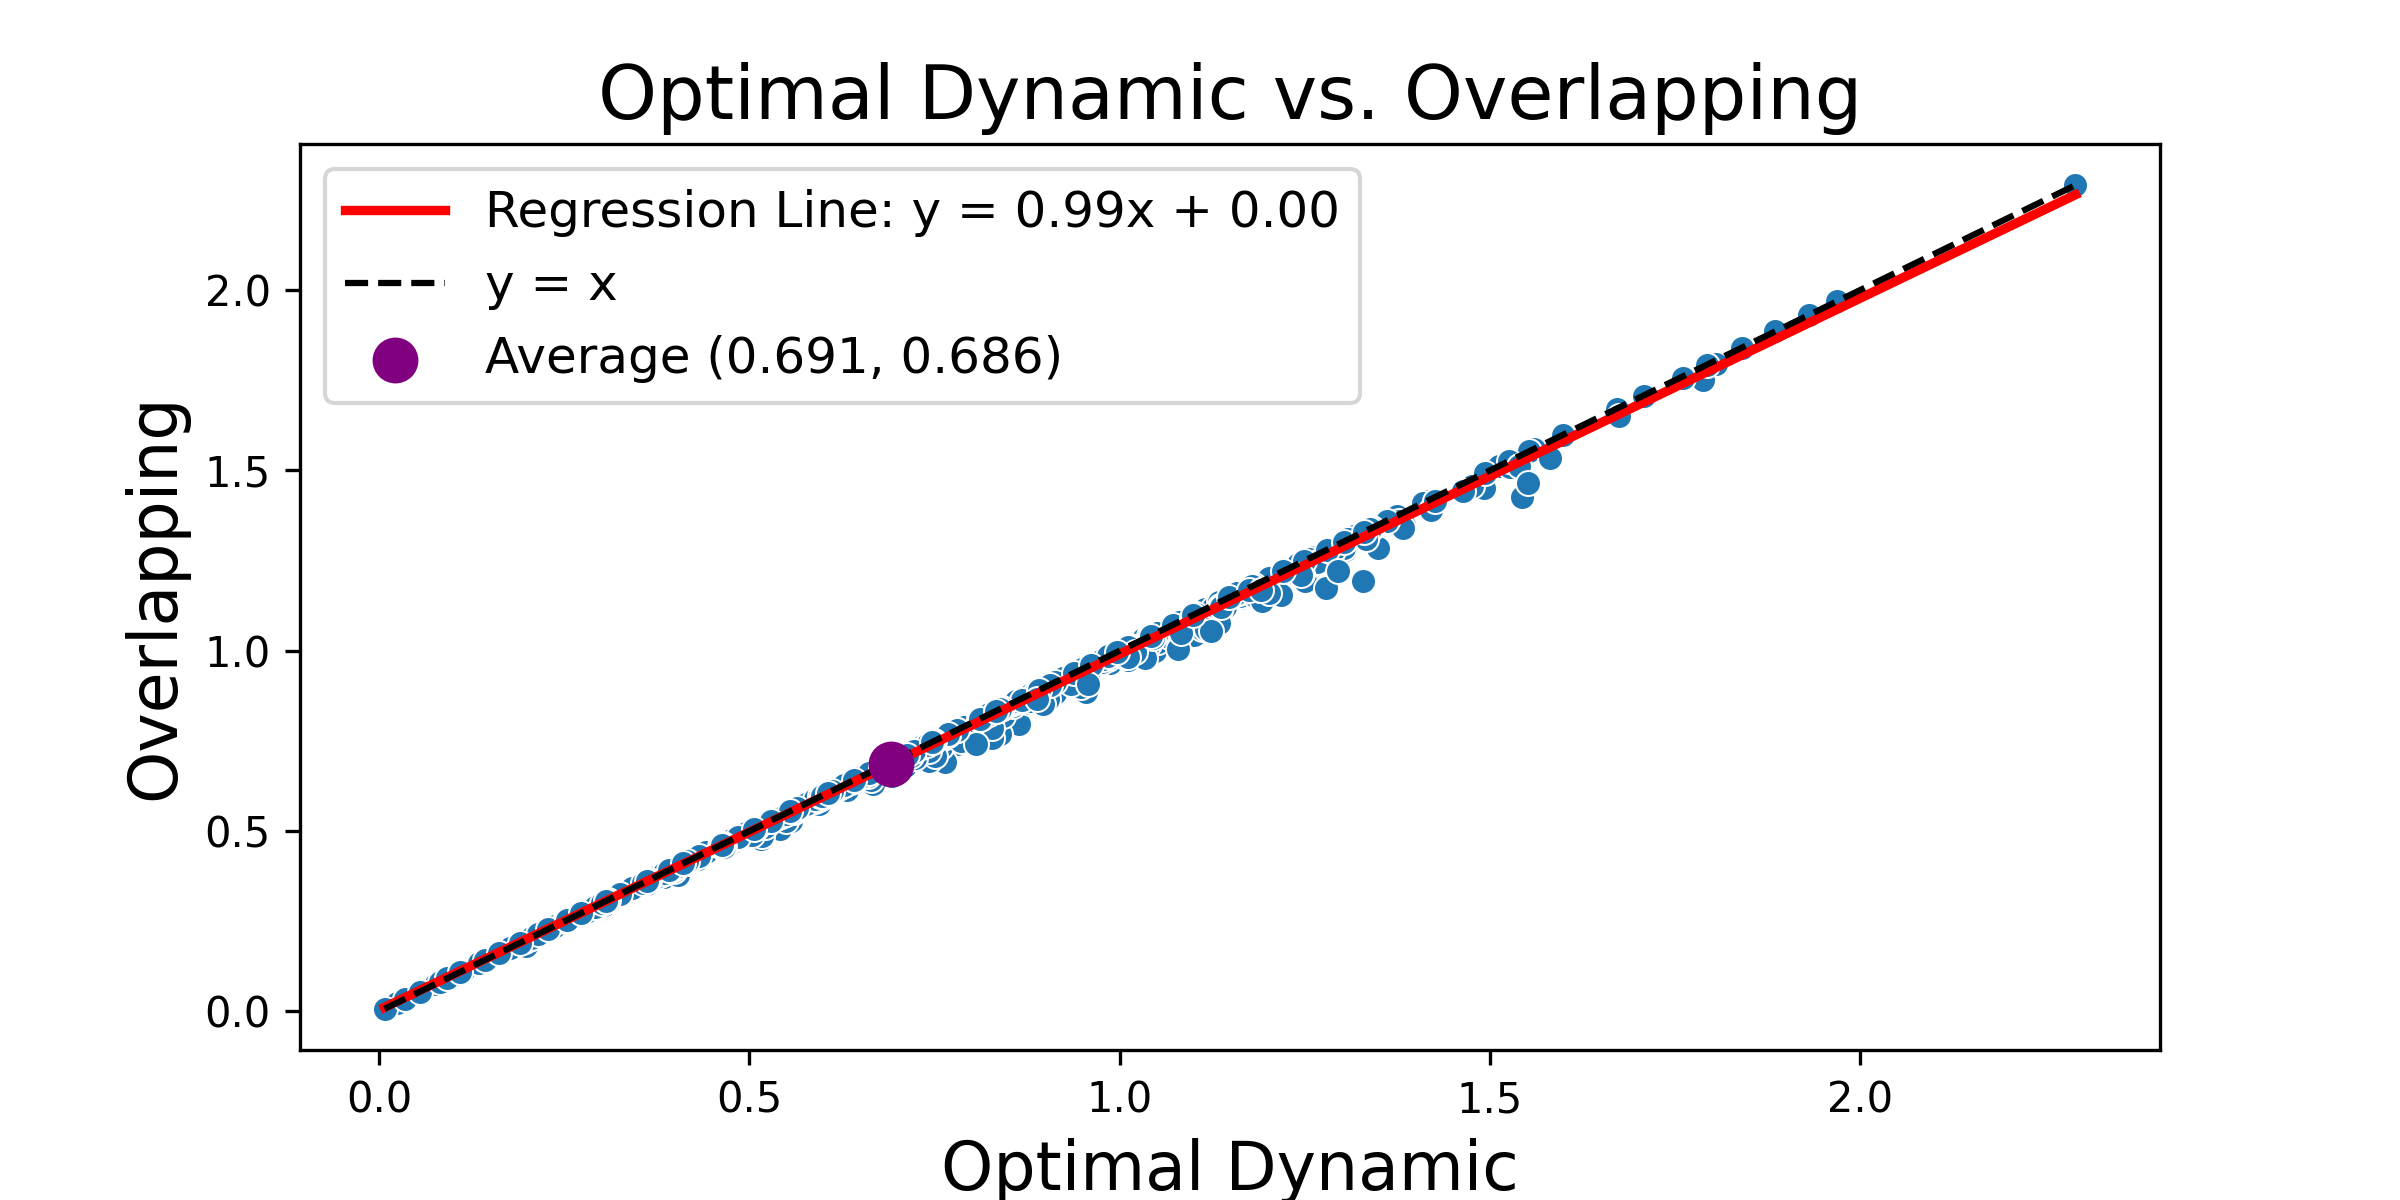 Optimal Dynamic vs. Overlapping
Regression Line: y = 0.99x + 0.00
y = x
Average (0.691, 0.686)
Overlapping
2.0
1.5
1.0
0.5
0.0
0.0 0.5 1.0 1.5 2.0
Optimal Dynamic